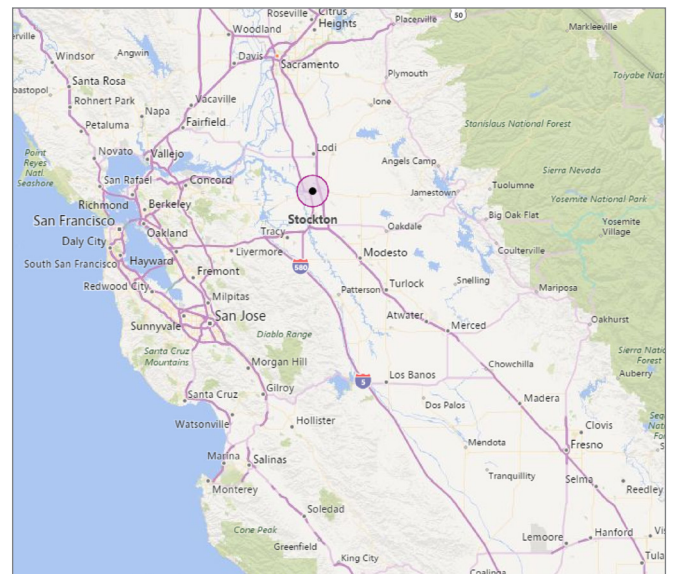 Roseville
Citrus
Heights
Placerville
50
Markleeville
Woodland
Windsor
Angwin
Davis
Sacramento
Santa Rosa
Plymouth
Toiyabe
Rohnert Park
Vacaville
Ione
Napa
Petaluma
Fairfield
Stanislaus National Forest
Lodi
Point
Reyes
Natl
Seashore
Novato
Vallejo
Angels Camp
Sierra Nevada
San Rafael
Concord
Jamestown
Tuolumne
Yosemite National Park
Richmond
Berkeley
Big Oak Flat
San Francisco
Stockton
Yosemite
Village
Oakland
Tracy
Oakdale
Daly City
Livermore
Modesto
Coulterville
South San Francisco
Hayward
580
Fremont
Snelling
Redwood City
Patterson
Turlock
Mariposa
Milpitas
Atwater
Oakhurst
Sunnyvale
San Jose
Merced
Diablo Range
Santa Cruz
Mountains
Sierra
Forest
Morgan Hill
Chowchilla
Auberry
5
Los Banos
Gilroy
Santa Cruz
Dos Palos
Madera
Watsonville
Hollister
Clovis
Mendota
Fresno
Marina
Salinas
Tranquillity
Selma
Reedley
Monterey
Soledad
Cone Peak
Hanford
Lemoore
Greenfield
King City
Coalinga